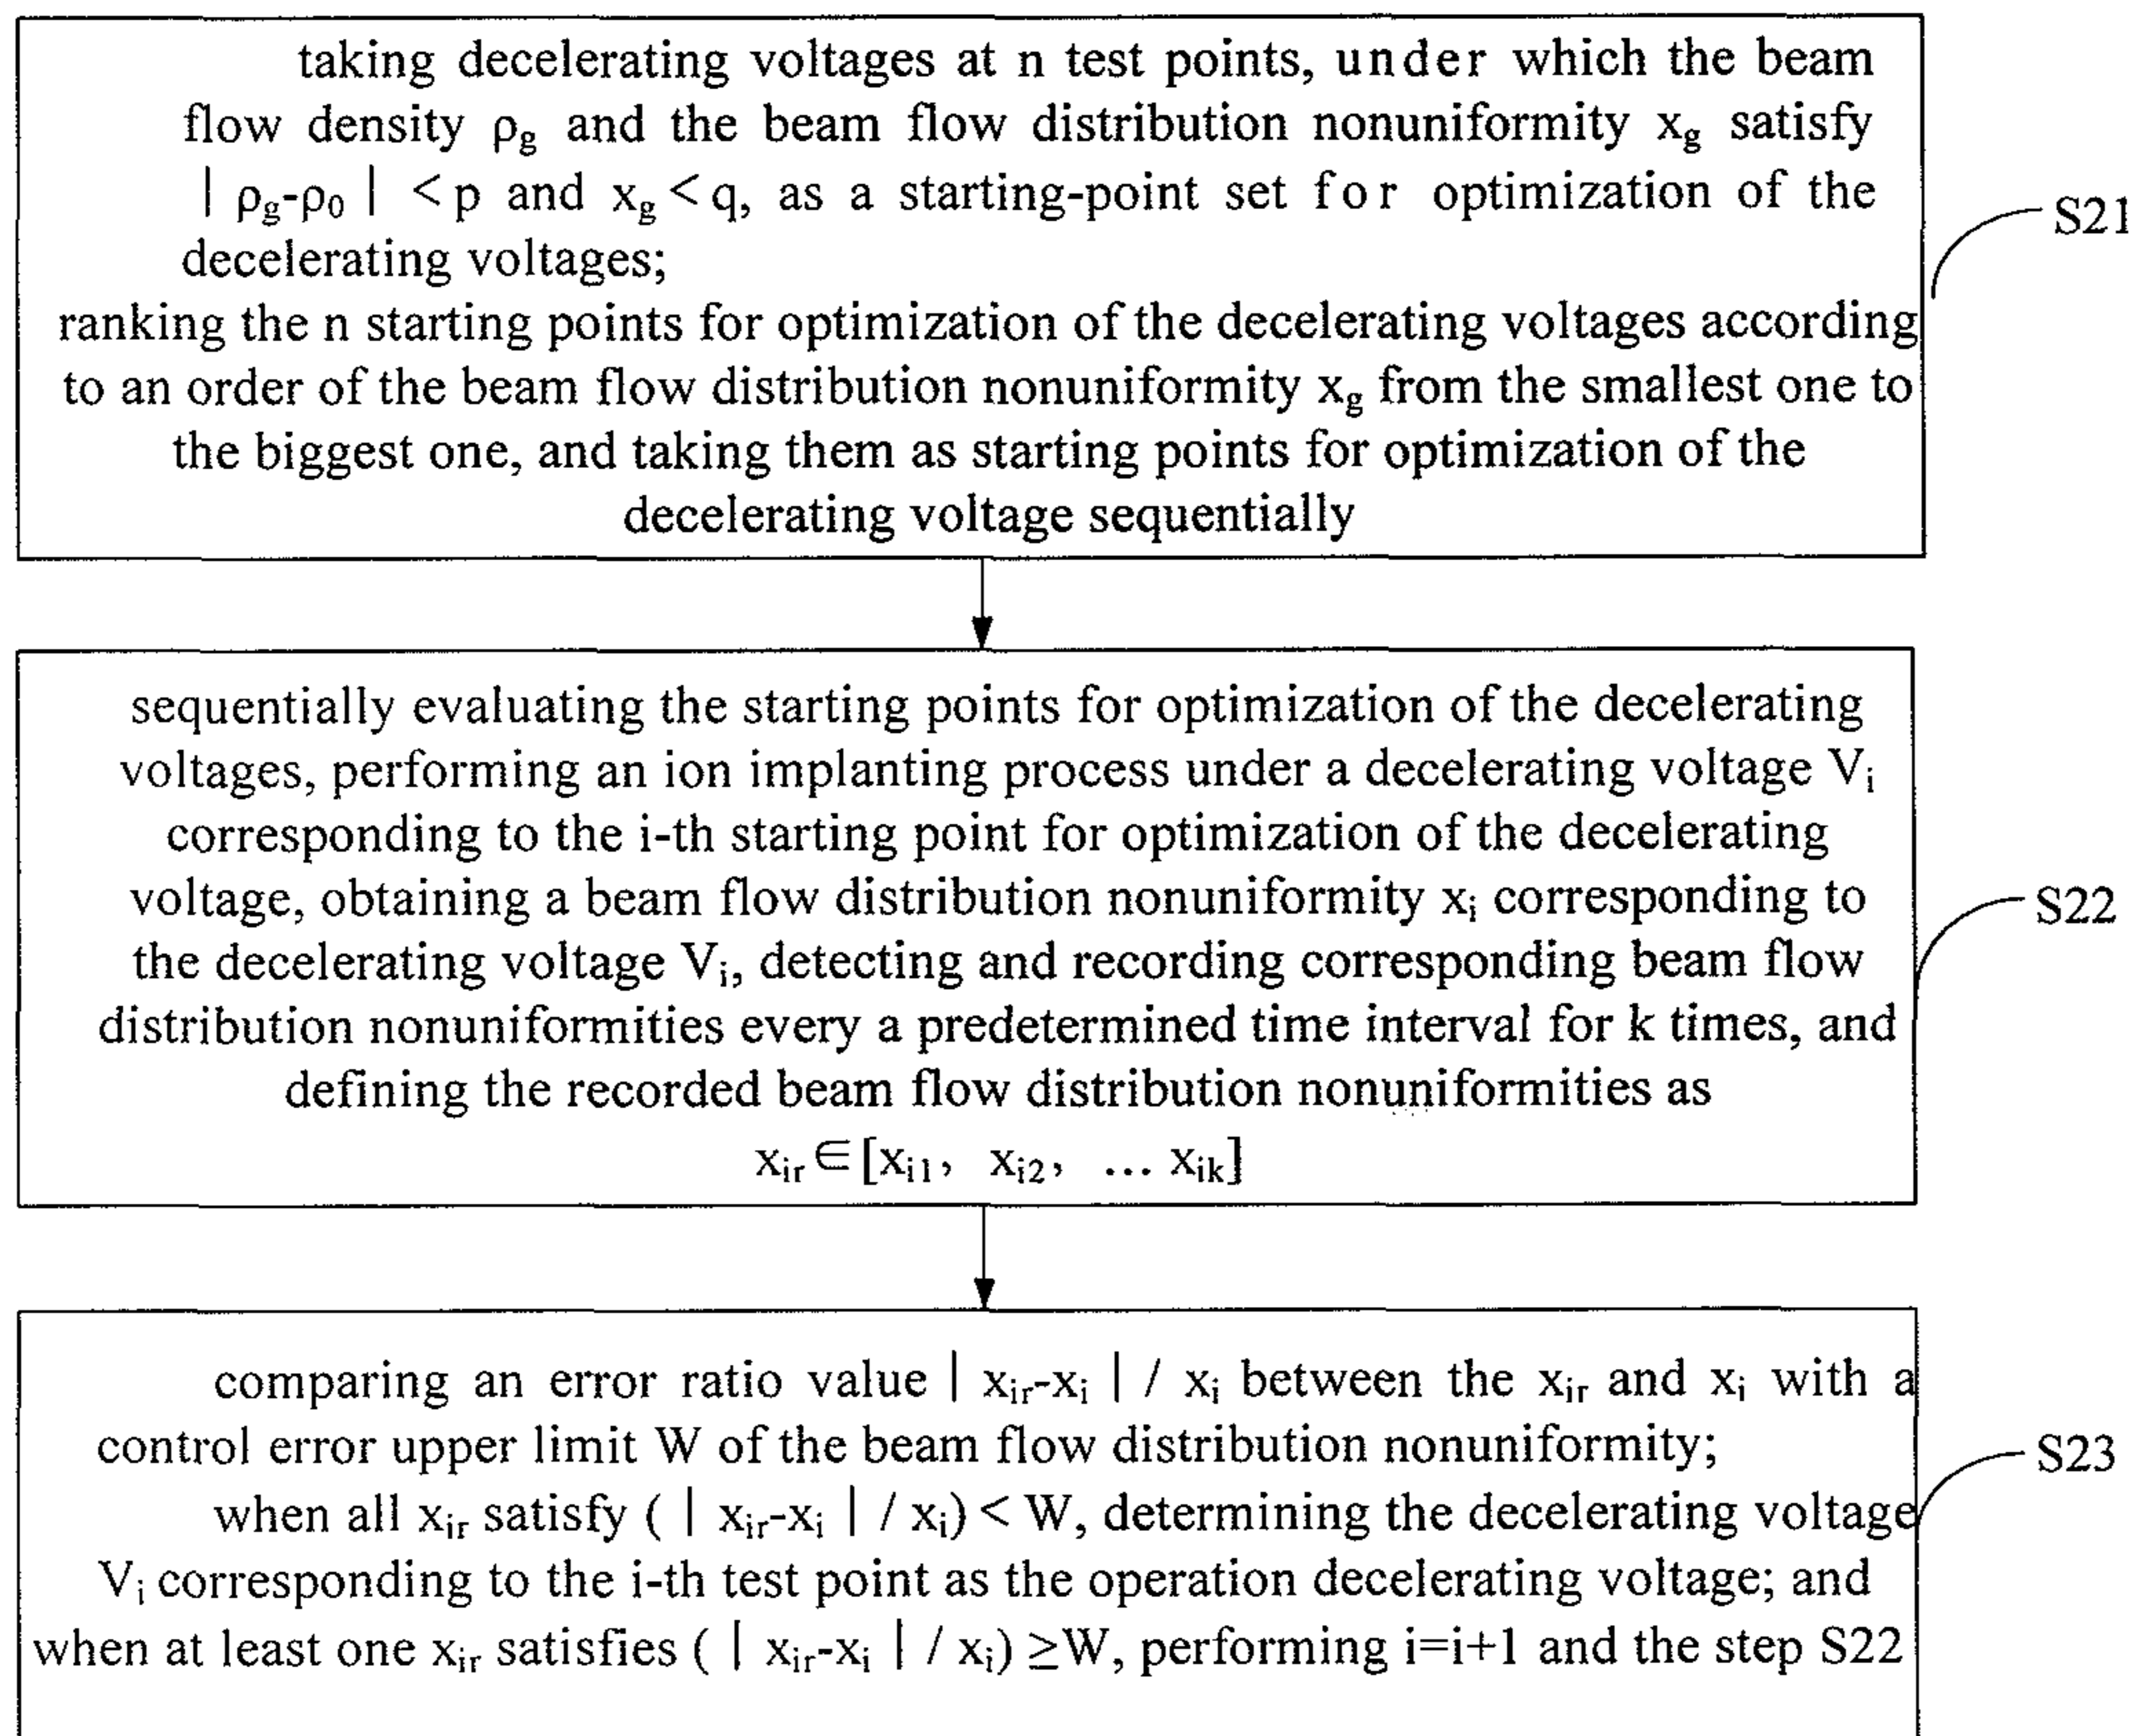 taking decelerating voltages at n test points, under which the beam
flow density ρg and the beam flow distribution nonuniformity xg satisfy
| ρg-ρ0 | <p and xg<q, as a starting-point set for optimization of the
decelerating voltages;
ranking the n starting points for optimization of the decelerating voltages according
to an order of the beam flow distribution nonuniformity xg from the smallest one to
the biggest one, and taking them as starting points for optimization of the
decelerating voltage sequentially
S21
sequentially evaluating the starting points for optimization of the decelerating
voltages, performing an ion implanting process under a decelerating voltage Vi
corresponding to the i-th starting point for optimization of the decelerating
voltage, obtaining a beam flow distribution nonuniformity xi corresponding to
the decelerating voltage Vi, detecting and recording corresponding beam flow
distribution nonuniformities every a predetermined time interval for k times, and
defining the recorded beam flow distribution nonuniformities as
xir∈[xi1, xi2, ... xik]
S22
comparing an error ratio value | xir-xi | / xi between the xir and xi with a
control error upper limit W of the beam flow distribution nonuniformity;
when all xir satisfy ( | xir-xi | / xi) < W, determining the decelerating voltage
Vi corresponding to the i-th test point as the operation decelerating voltage; and
when at least one xir satisfies ( | xir-xi | / xi) ≥W, performing i=i+1 and the step S22
S23